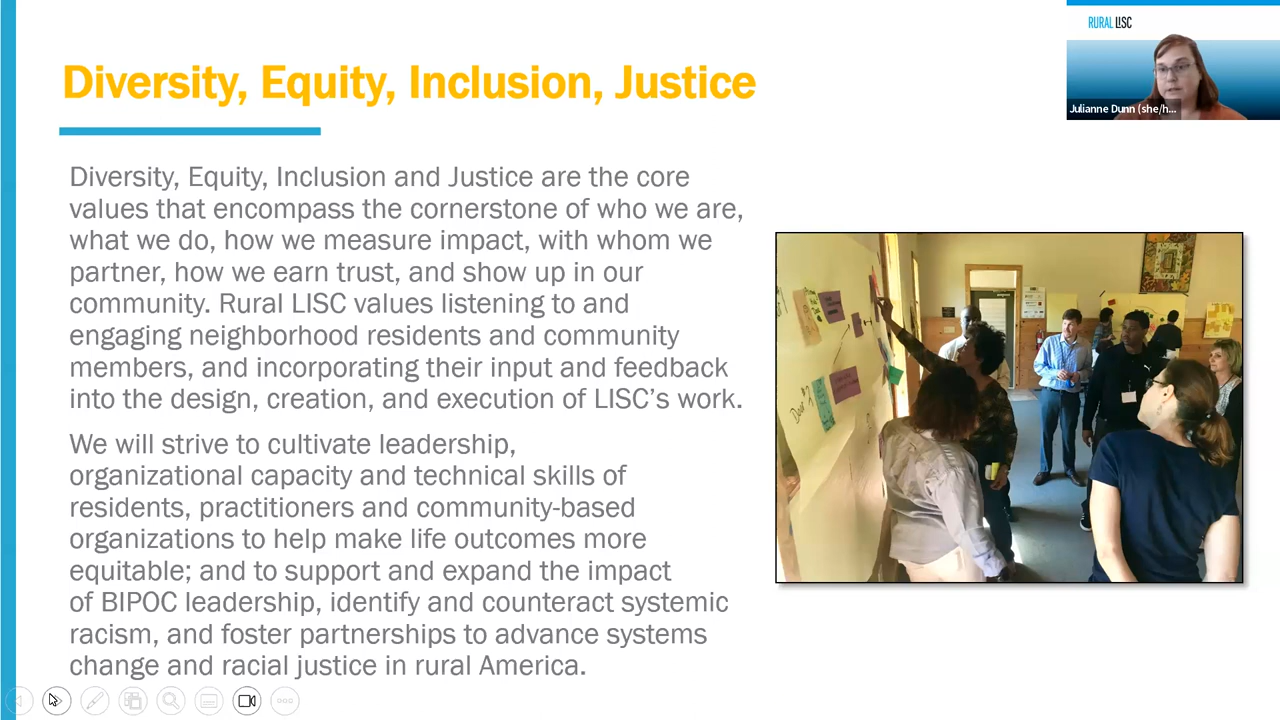 Diversity, Equity, Inclusion, Justice
RURAL LISC
Julianne Dunn (she/h...
Diversity, Equity, Inclusion and Justice are the core
values that encompass the cornerstone of who we are,
what we do, how we measure impact, with whom we
partner, how we earn trust, and show up in our
community. Rural LISC values listening to and
engaging neighborhood residents and community
members, and incorporating their input and feedback
into the design, creation, and execution of LISC’s work.
We will strive to cultivate leadership,
organizational capacity and technical skills of
residents, practitioners and community-based
organizations to help make life outcomes more
equitable; and to support and expand the impact
of BIPOC leadership, identify and counteract systemic
racism, and foster partnerships to advance systems
change and racial justice in rural America.